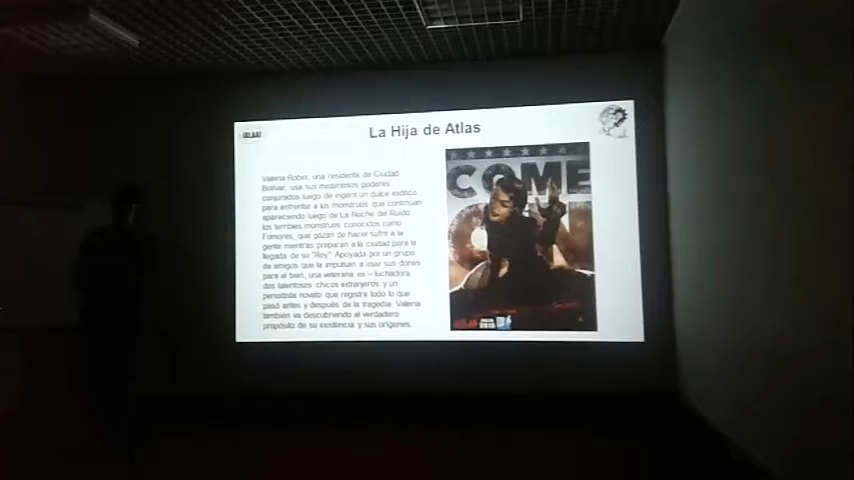 La Hija de Atlas
Valeria Robin, una residente de Ciudad
Bolívar, usa sus misteriosos poderes
conjurados luego de ingerir un dulce exótico
para enfrentar a los monstruos que continúan
apareciendo luego de La Noche del Ruido,
los terribles monstruos conocidos como
Fomores, que gozan de hacer sufrir a la
gente mientras preparan a la ciudad para la
llegada de su "Rey" Apoyada por un grupo
de amigos que la impulsan a usar sus dones
para el bien, una veterana ex – luchadora
dos talentosos chicos extranjeros y un
periodista novato que registra todo lo que
pasó antes y después de la tragedia, Valeria
también va descubriendo el verdadero
propósito de su existencia y sus orígenes.
COME